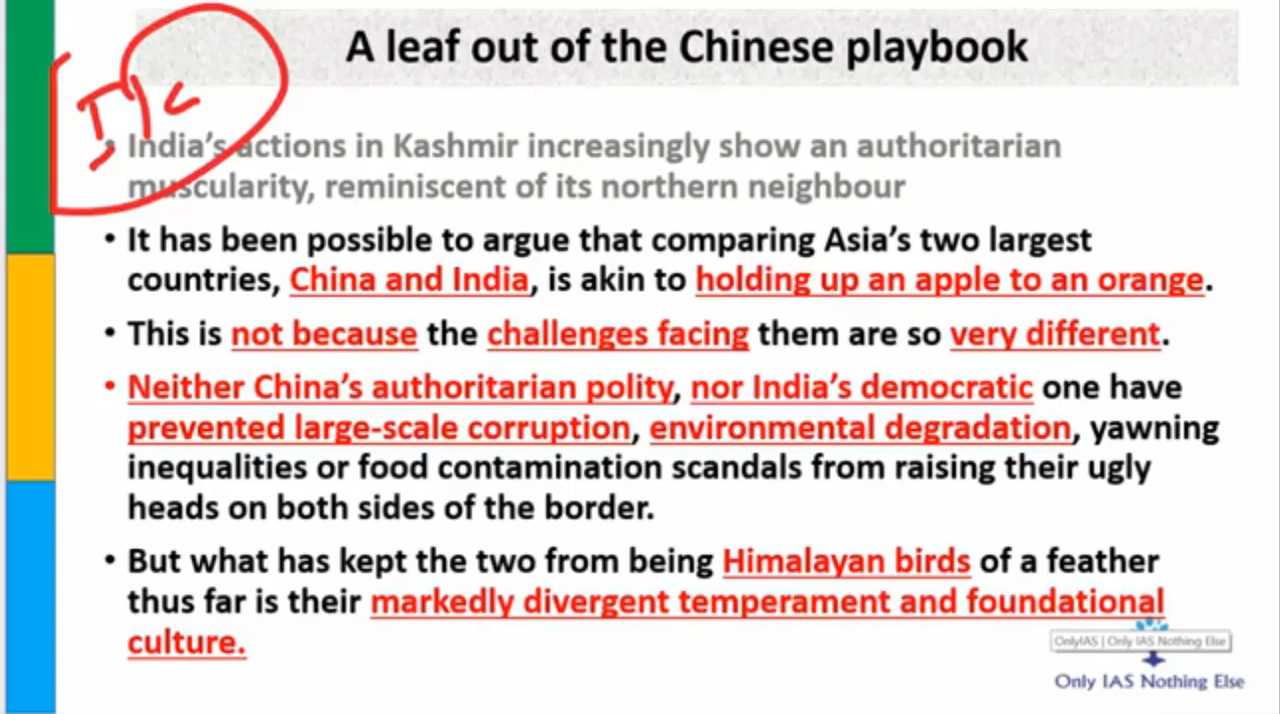 A leaf out of the Chinese playbook
I/C
• India's actions in Kashmir increasingly show an authoritarian
muscularity, reminiscent of its northern neighbour
• It has been possible to argue that comparing Asia's two largest
countries, China and India, is akin to holding up an apple to an orange.
• This is not because the challenges facing them are so very different.
• Neither China's authoritarian polity, nor India's democratic one have
prevented large-scale corruption, environmental degradation, yawning
inequalities or food contamination scandals from raising their ugly
heads on both sides of the border.
• But what has kept the two from being Himalayan birds of a feather
thus far is their markedly divergent temperament and foundational
culture.
OnlyIAS | Only IAS Nothing Else
Only IAS Nothing Else